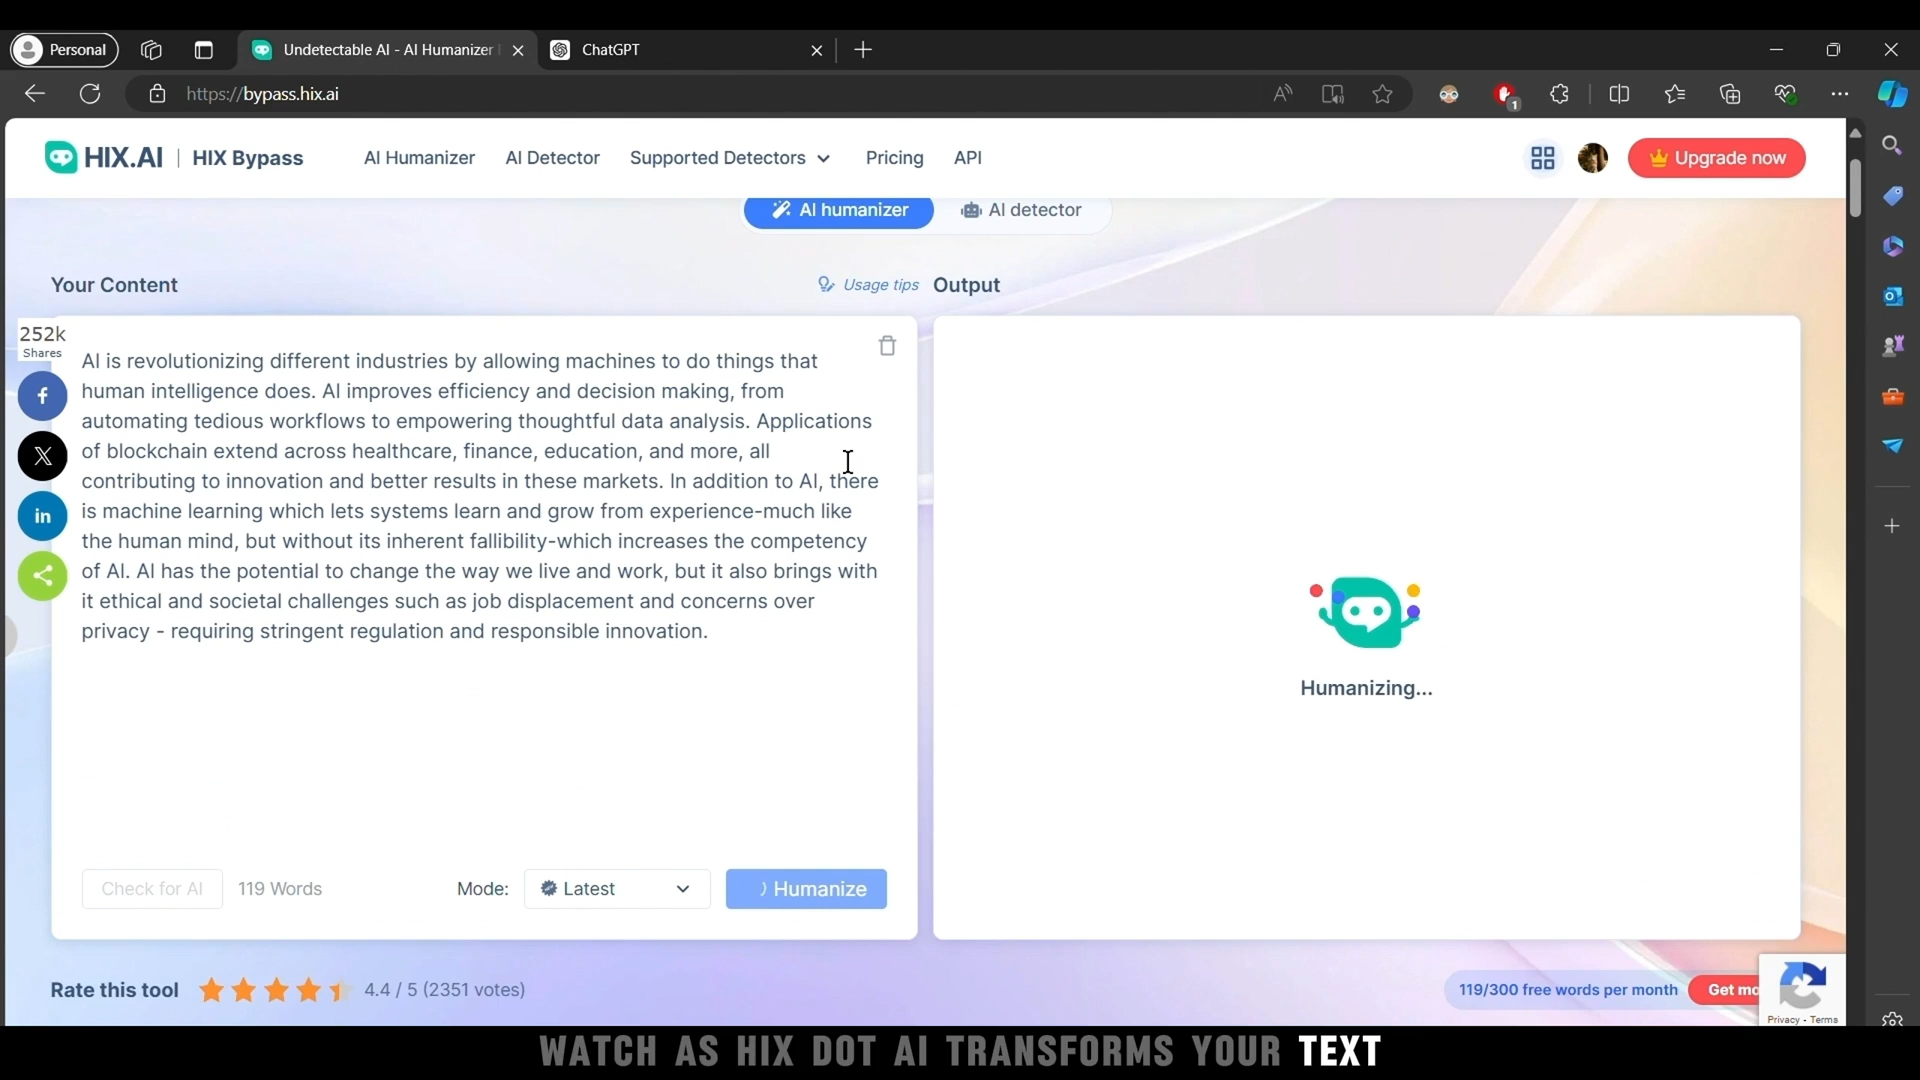 Personal
Undetectable AI - AI Humanizer
ChatGPT
https://bypass.hix.ai
1
HIX.AI | HIX Bypass
AI Humanizer
AI Detector
Supported Detectors
Pricing
API
Upgrade now
AI humanizer
AI detector
Your Content
Usage tips
Output
252k
Shares
AI is revolutionizing different industries by allowing machines to do things that
human intelligence does. AI improves efficiency and decision making, from
automating tedious workflows to empowering thoughtful data analysis. Applications
of blockchain extend across healthcare, finance, education, and more, all
contributing to innovation and better results in these markets. In addition to AI, there
is machine learning which lets systems learn and grow from experience-much like
the human mind, but without its inherent fallibility-which increases the competency
of AI. AI has the potential to change the way we live and work, but it also brings with
it ethical and societal challenges such as job displacement and concerns over
privacy - requiring stringent regulation and responsible innovation.
Humanizing...
Check for AI
119 Words
Mode:
Latest
Humanize
Rate this tool
4.4 / 5 (2351 votes)
119/300 free words per month
Get mo
Privacy - Terms
WATCH AS HIX DOT AI TRANSFORMS YOUR TEXT